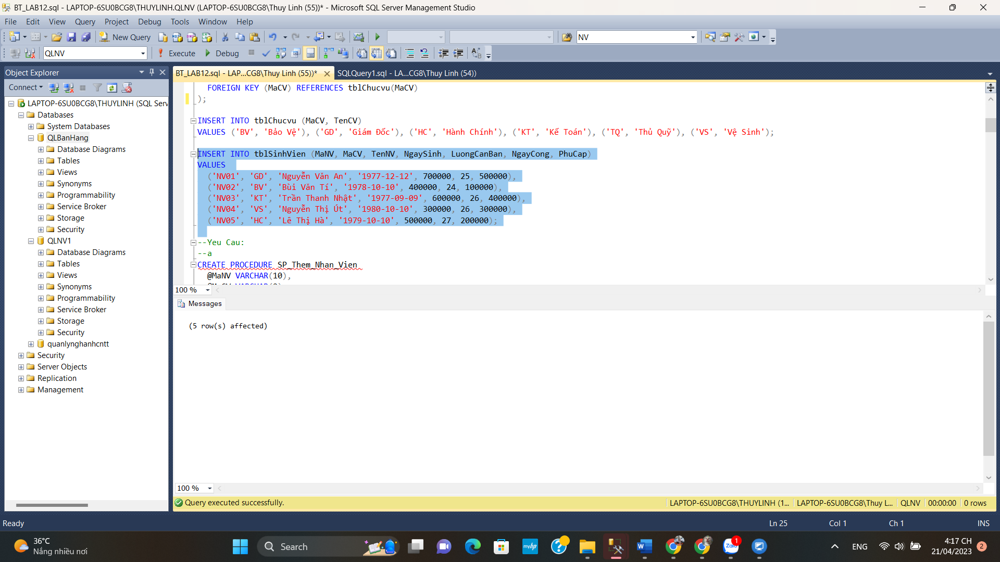 BT_LAB12.sql - LAPTOP-6SU0BCG8\THUYLINH.QLNV (LAPTOP-6SU0BCG8\Thuy Linh (55))* - Microsoft SQL Server Management Studio
File Edit View Query Project Debug Tools Window Help
New Query NV
QLNV Execute Debug
Object Explorer
BT_LAB12.sql - LAP...CG8\Thuy Linh (55))* SQLQuery1.sql - LA...CG8\Thuy Linh (54))
Connect
LAPTOP-6SU0BCG8\THUYLINH (SQL Serv
Databases
System Databases
QLBanHang
Database Diagrams
Tables
Views
Synonyms
Programmability
Service Broker
Storage
Security
QLNV1
Database Diagrams
Tables
Views
Synonyms
Programmability
Service Broker
Storage
Security
quanlynghanhcntt
Security
Server Objects
Replication
Management
FOREIGN KEY (MaCV) REFERENCES tblChucvu(MaCV)
);
INSERT INTO tblChucvu (MaCV, TenCV)
VALUES ('BV', 'Bảo Vệ'), ('GD', 'Giám Đốc'), ('HC', 'Hành Chính'), ('KT', 'Kế Toán'), ('TQ', 'Thủ Quỹ'), ('VS', 'Vệ Sinh');
INSERT INTO tblSinhVien (MaNV, MaCV, TenNV, NgaySinh, LuongCanBan, NgayCong, PhuCap)
VALUES
('NV01', 'GD', 'Nguyễn Văn An', '1977-12-12', 700000, 25, 500000),
('NV02', 'BV', 'Bùi Văn Tí', '1978-10-10', 400000, 24, 100000),
('NV03', 'KT', 'Trần Thanh Nhật', '1977-09-09', 600000, 26, 400000),
('NV04', 'VS', 'Nguyễn Thị Út', '1980-10-10', 300000, 26, 300000),
('NV05', 'HC', 'Lê Thị Hà', '1979-10-10', 500000, 27, 200000);
--Yeu Cau:
--a
CREATE PROCEDURE SP_Them_Nhan_Vien
@MaNV VARCHAR(10),
100 %
Messages
(5 row(s) affected)
100 %
Query executed successfully. LAPTOP-6SU0BCG8\THUYLINH (1... LAPTOP-6SU0BCG8\Thuy L... QLNV 00:00:00 0 rows
Ready Ln 25 Col 1 Ch 1 INS
36°C
Nắng nhiều nơi
Search
myhp
Zalo
1
ENG
4:17 CH
21/04/2023
2